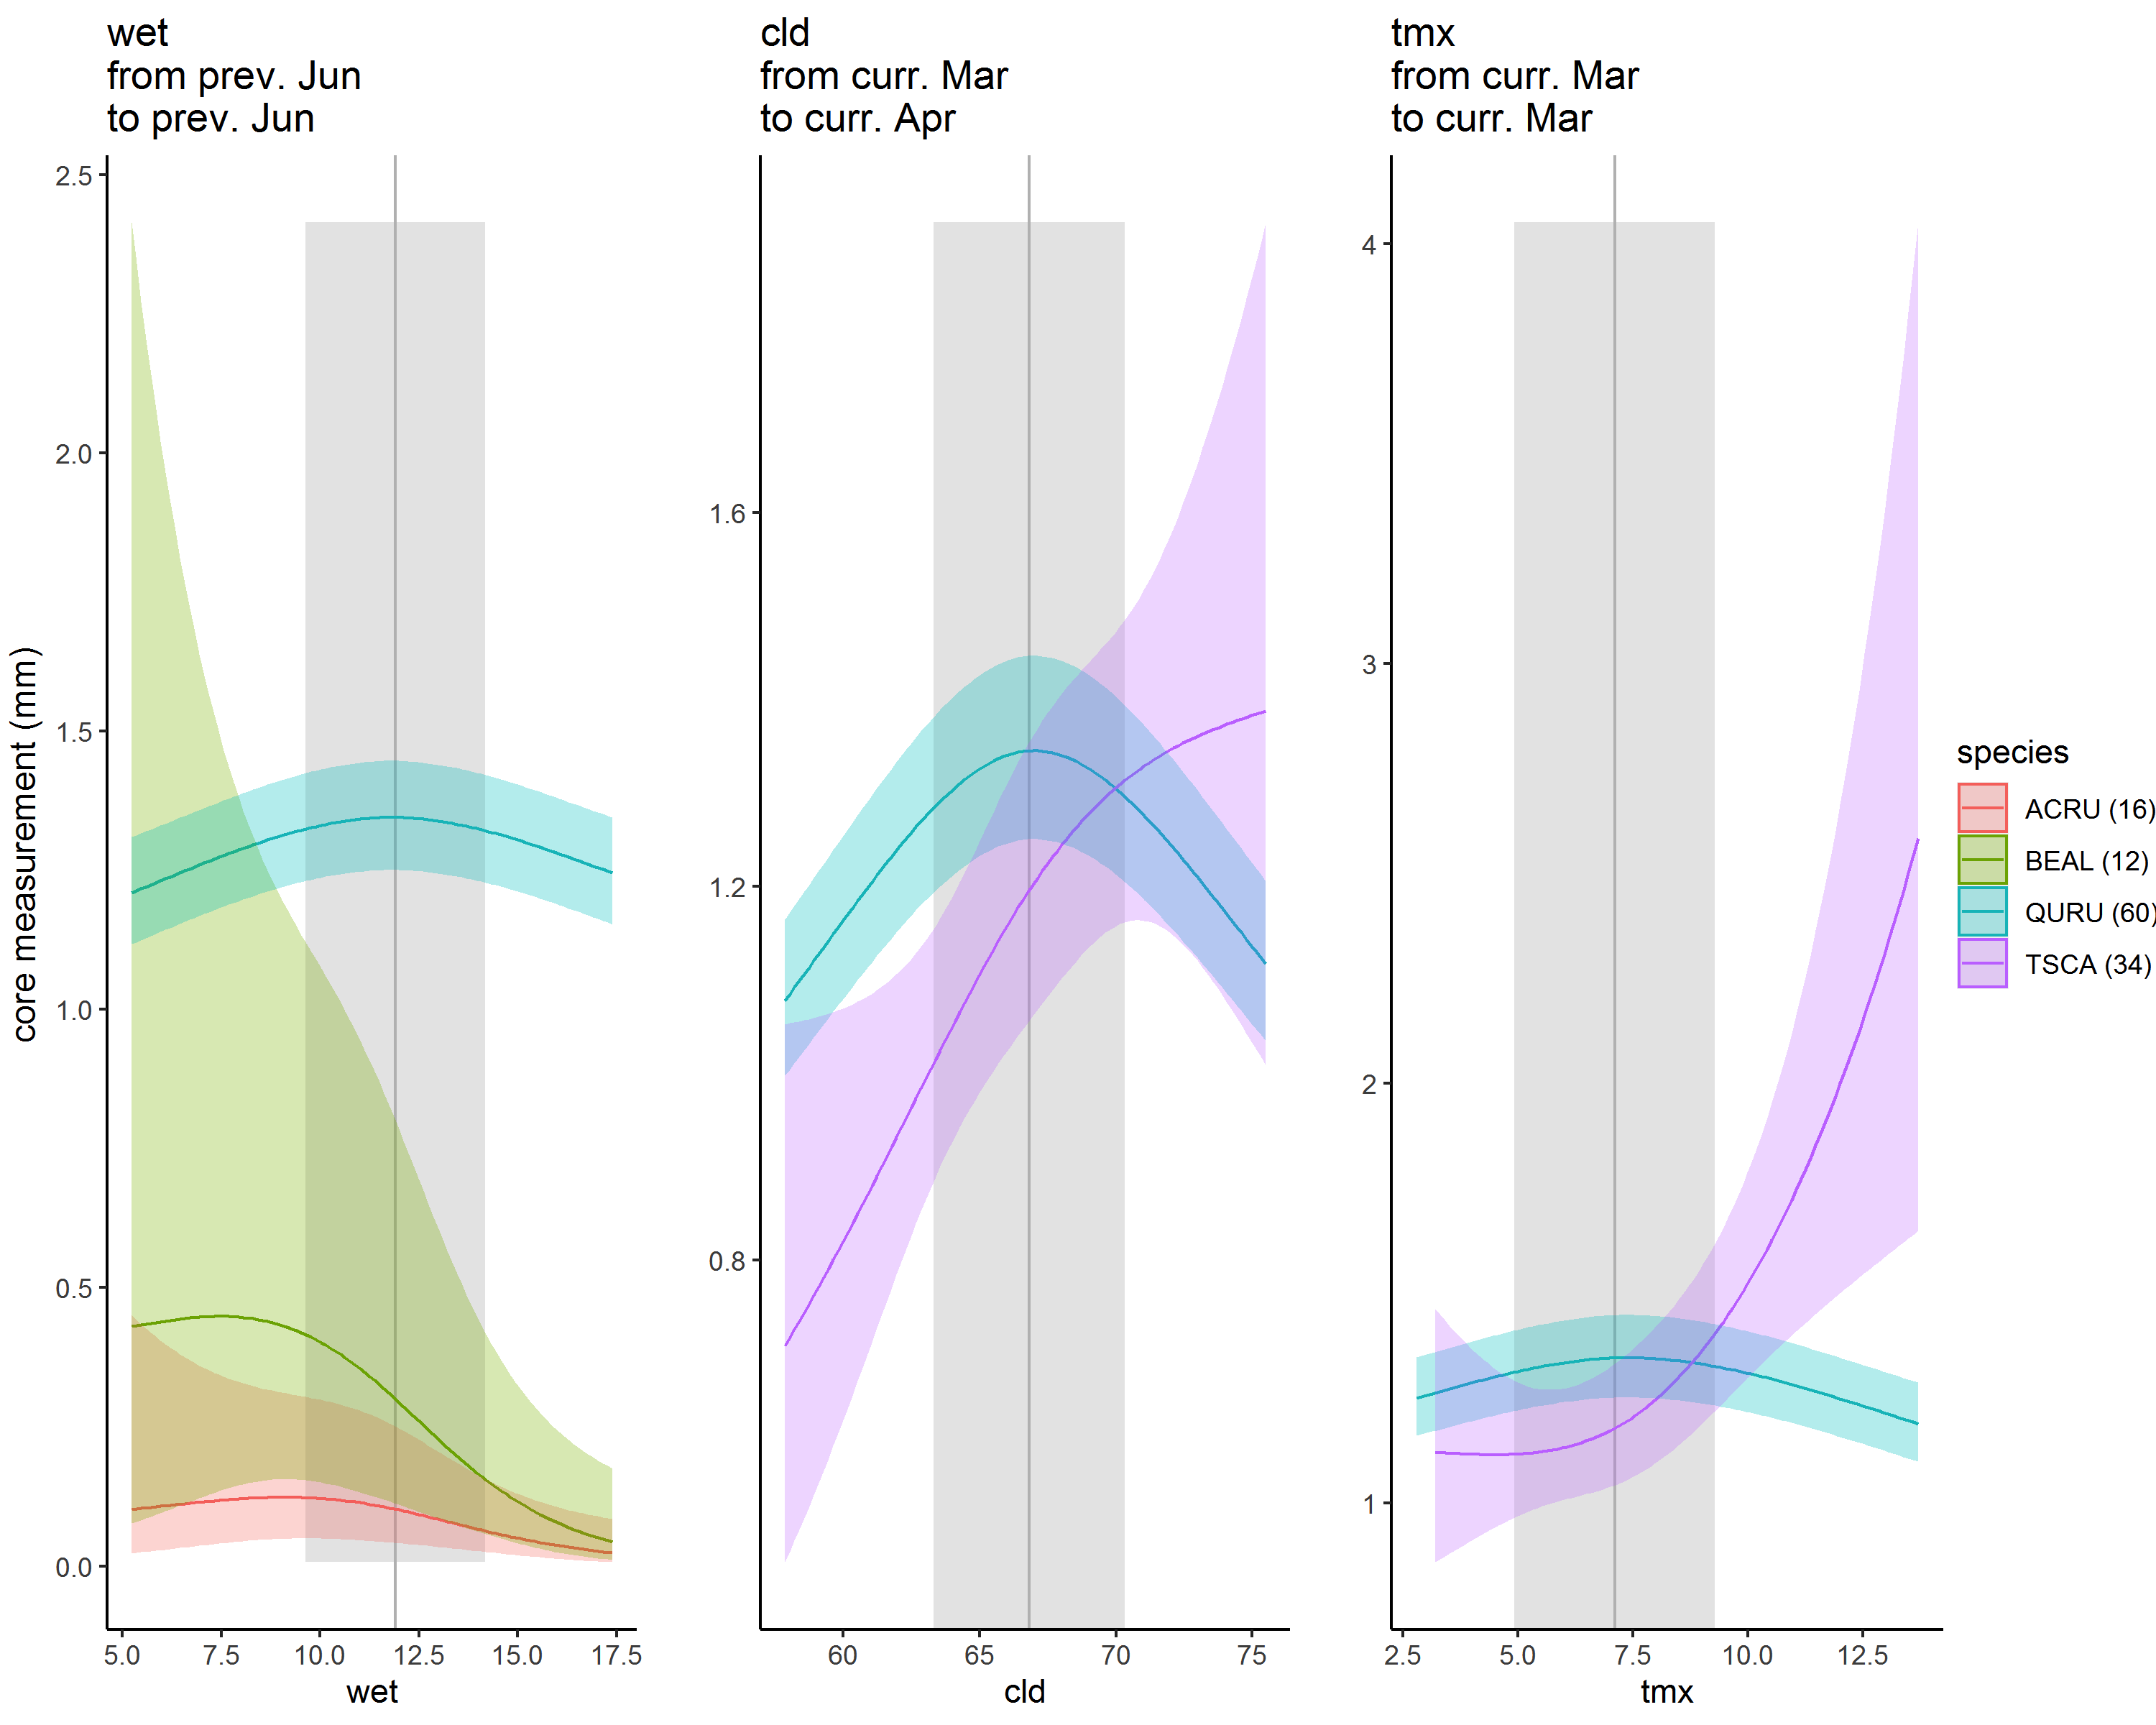 wet
from prev. Jun
to prev. Jun
cld
from curr. Mar
to curr. Apr
tmx
from curr. Mar
to curr. Mar
core measurement (mm)
2.5
2.0
1.5
1.0
0.5
0.0
5.0 7.5 10.0 12.5 15.0 17.5
wet
1.6
1.2
0.8
60 65 70 75
cld
4
3
2
1
2.5 5.0 7.5 10.0 12.5
tmx
species
ACRU (16)
BEAL (12)
QURU (60)
TSCA (34)